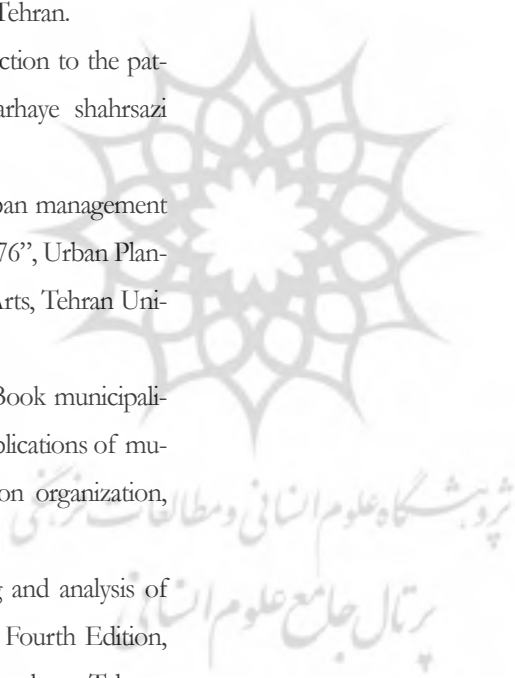 Tehran.
ction to the pat-
arhaye shahrsazi
ban management
76”, Urban Plan-
Arts, Tehran Uni-
Book municipali-
blications of mu-
on organization,
پژوهشگاه علوم انسانی و مطالعات فرهنگی
g and analysis of
پرتال جامع علوم انسانی
Fourth Edition,